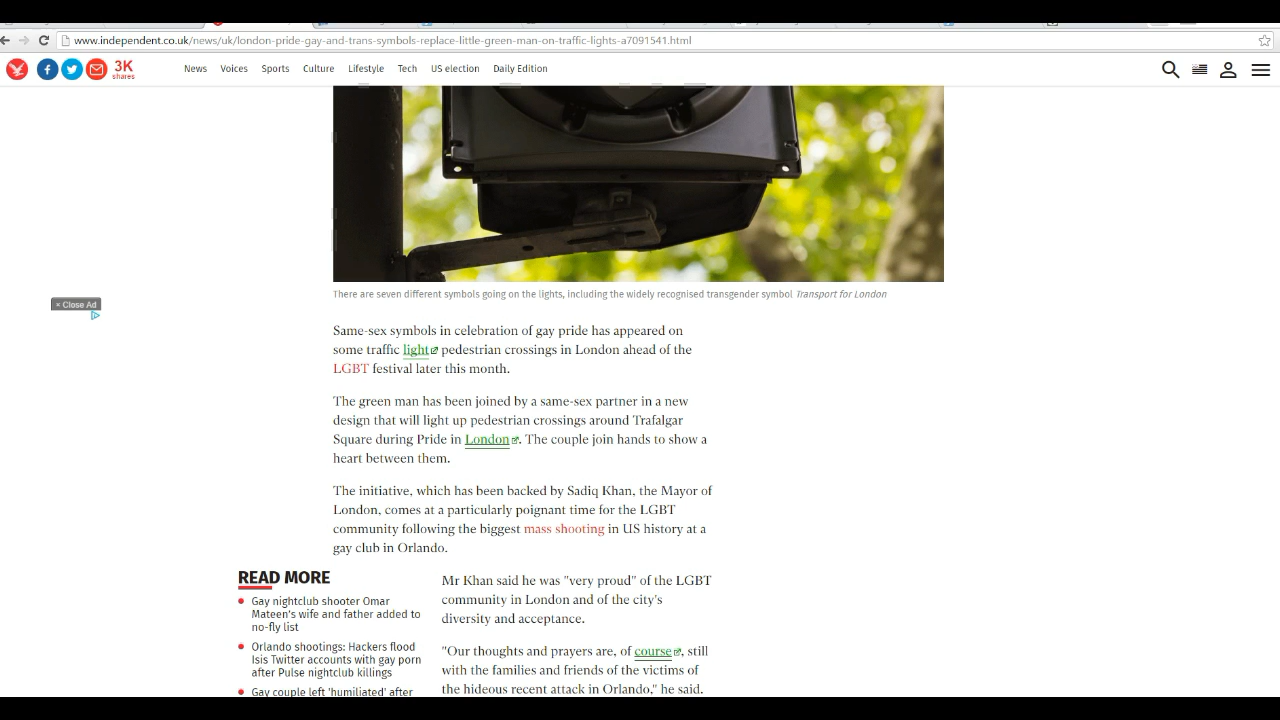 www.independent.co.uk/news/uk/london-pride-gay-and-trans-symbols-replace-little-green-man-on-traffic-lights-a7091541.html
3K
shares
News Voices Sports Culture Lifestyle Tech US election Daily Edition
There are seven different symbols going on the lights, including the widely recognised transgender symbol Transport for London
× Close Ad
Same-sex symbols in celebration of gay pride has appeared on
some traffic light pedestrian crossings in London ahead of the
LGBT festival later this month.
The green man has been joined by a same-sex partner in a new
design that will light up pedestrian crossings around Trafalgar
Square during Pride in London. The couple join hands to show a
heart between them.
The initiative, which has been backed by Sadiq Khan, the Mayor of
London, comes at a particularly poignant time for the LGBT
community following the biggest mass shooting in US history at a
gay club in Orlando.
READ MORE
Gay nightclub shooter Omar
Mateen's wife and father added to
no-fly list
Orlando shootings: Hackers flood
Isis Twitter accounts with gay porn
after Pulse nightclub killings
Gay couple left 'humiliated' after
Mr Khan said he was "very proud" of the LGBT
community in London and of the city's
diversity and acceptance.
"Our thoughts and prayers are, of course, still
with the families and friends of the victims of
the hideous recent attack in Orlando," he said.